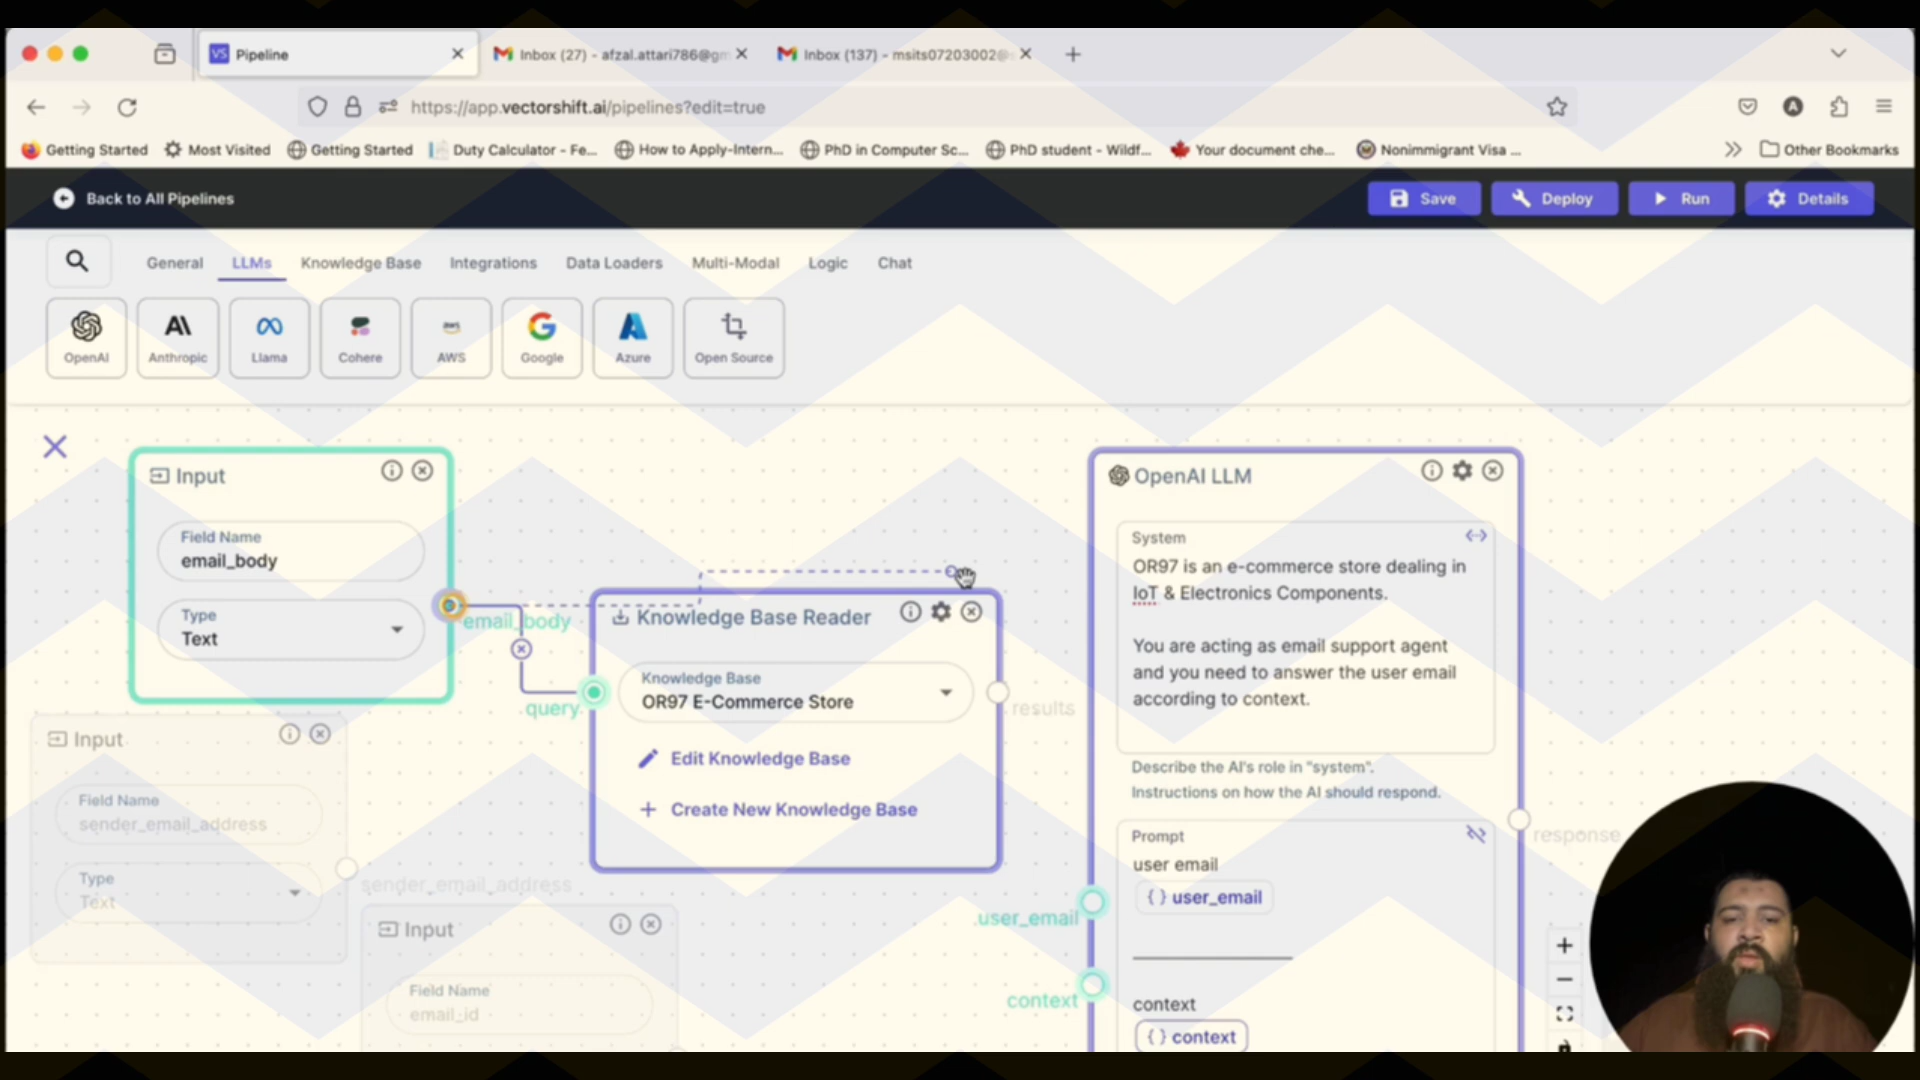 Pipeline
Inbox (27) - afzal.attari786@gm
Inbox (137) - msits07203002@
https://app.vectorshift.ai/pipelines?edit=true
Getting Started
Most Visited
Getting Started
Duty Calculator - Fe...
How to Apply-Intern...
PhD in Computer Sc...
PhD student - Wildf...
Your document che...
Nonimmigrant Visa ...
Other Bookmarks
Back to All Pipelines
Save
Deploy
Run
Details
General
LLMs
Knowledge Base
Integrations
Data Loaders
Multi-Modal
Logic
Chat
OpenAI
Anthropic
Llama
Cohere
aws
AWS
Google
Azure
Open Source
Input
Field Name
email_body
Type
Text
email_body
query
Knowledge Base Reader
Knowledge Base
OR97 E-Commerce Store
Edit Knowledge Base
Create New Knowledge Base
results
Input
Field Name
sender_email_address
Type
Text
sender_email_address
Input
Field Name
email_id
OpenAI LLM
System
OR97 is an e-commerce store dealing in
IoT & Electronics Components.
You are acting as email support agent
and you need to answer the user email
according to context.
Describe the AI's role in "system".
Instructions on how the AI should respond.
Prompt
user email
{ } user_email
context
{ } context
user_email
context
response